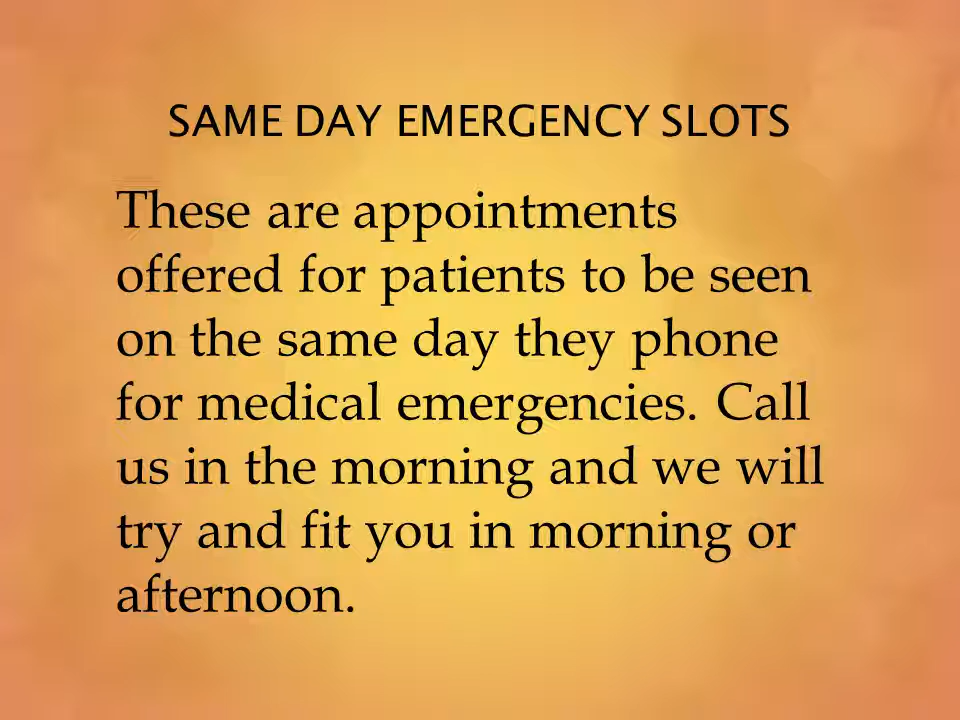 SAME DAY EMERGENCY SLOTS
These are appointments
offered for patients to be seen
on the same day they phone
for medical emergencies. Call
us in the morning and we will
try and fit you in morning or
afternoon.